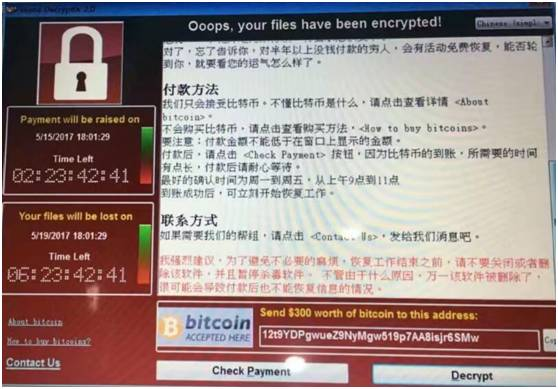 Wana Decrypt0r 2.0
Ooops, your files have been encrypted!
Chinese (simpl
对了，忘了告诉你，对半年以上没钱付款的穷人，会有活动免费恢复，能否轮
到你，就要看您的运气怎么样了。
付款方法
我们只会接受比特币。不懂比特币是什么，请点击查看详情 <About
bitcoin>。
不会购买比特币，请点击查看购买方法，<How to buy bitcoins>。
要注意：付款金额不能低于在窗口上显示的金额。
付款后，请点击 <Check Payment> 按钮，因为比特币的到账，所需要的时间
有点长，付款后请耐心等待。
最好的确认时间为周一到周五，从上午9点到11点
到账成功后，可立刻开始恢复工作。
联系方式
如果需要我们的帮组，请点击 <Contact Us>，发给我们消息吧。
我强烈建议，为了避免不必要的麻烦，恢复工作结束之前，请不要关闭或者删
除该软件，并且暂停杀毒软件。不管由于什么原因，万一该软件被删除了，
很可能会导致付款后也不能恢复信息的情况。
Payment will be raised on
5/15/2017 18:01:29
Time Left
02:23:42:41
Your files will be lost on
5/19/2017 18:01:29
Time Left
06:23:42:41
About bitcoin
How to buy bitcoins?
Contact Us
bitcoin
ACCEPTED HERE
Send $300 worth of bitcoin to this address:
12t9YDPgwueZ9NyMgw519p7AA8isjr6SMw
Cop
Check Payment
Decrypt